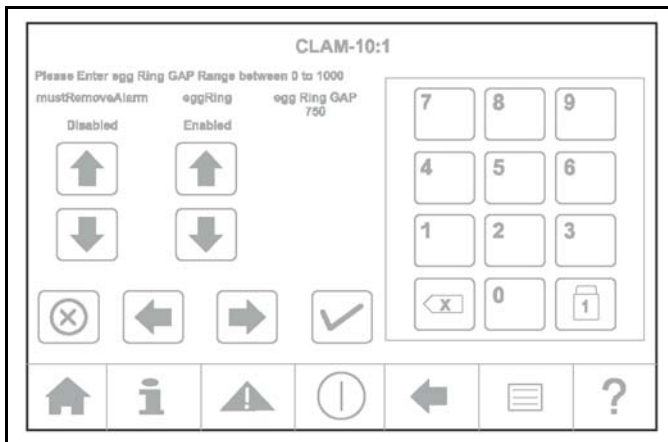 CLAM-10:1
Please Enter egg Ring GAP Range between 0 to 1000
mustRemoveAlarm eggRing egg Ring GAP
750
Disabled Enabled
7 8 9
4 5 6
1 2 3
X 0 1
i ?